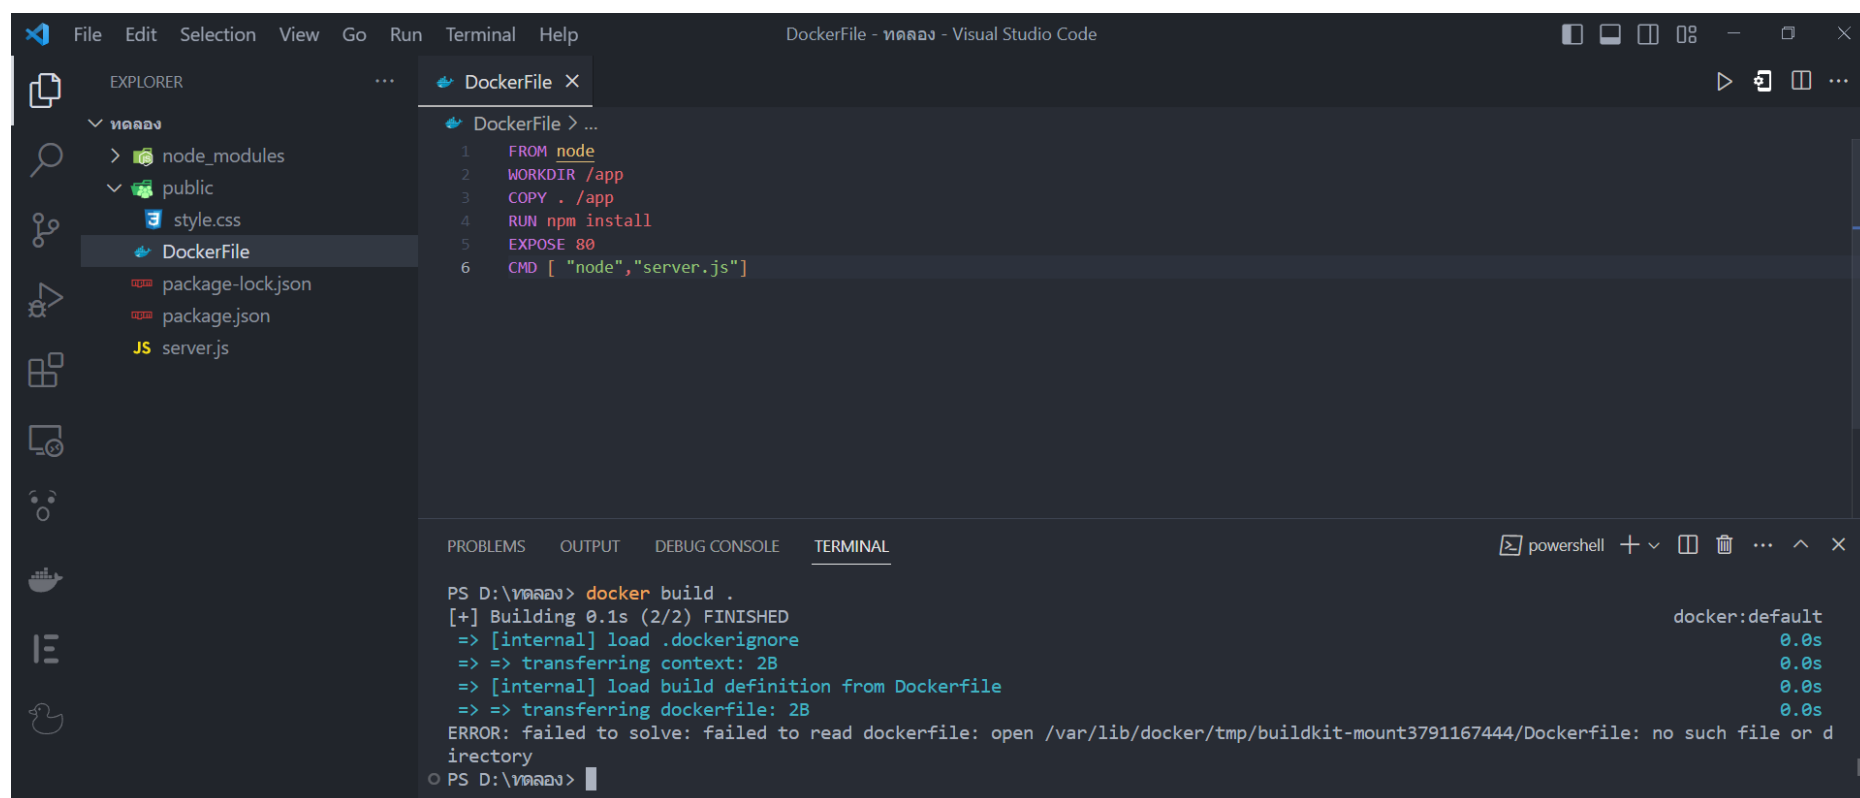 File Edit Selection View Go Run Terminal Help
DockerFile - ทดลอง - Visual Studio Code
EXPLORER
ทดลอง
node_modules
public
style.css
DockerFile
package-lock.json
package.json
JS server.js
DockerFile
DockerFile > ...
1 FROM node
2 WORKDIR /app
3 COPY . /app
4 RUN npm install
5 EXPOSE 80
6 CMD [ "node","server.js"]
PROBLEMS OUTPUT DEBUG CONSOLE TERMINAL
powershell
PS D:\ทดลอง> docker build .
[+] Building 0.1s (2/2) FINISHED docker:default
=> [internal] load .dockerignore 0.0s
=> => transferring context: 2B 0.0s
=> [internal] load build definition from Dockerfile 0.0s
=> => transferring dockerfile: 2B 0.0s
ERROR: failed to solve: failed to read dockerfile: open /var/lib/docker/tmp/buildkit-mount3791167444/Dockerfile: no such file or d
irectory
PS D:\ทดลอง>